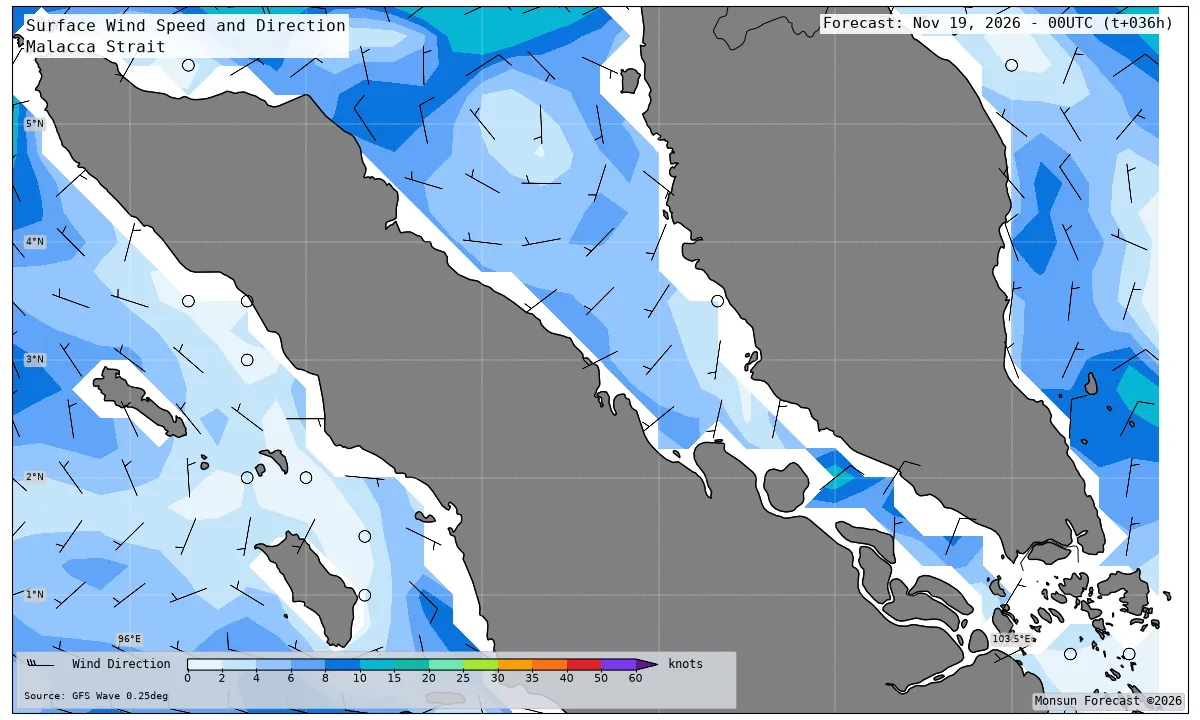 Surface Wind Speed and Direction
Malacca Strait
Forecast: Nov 19, 2026 - 00UTC (t+036h)
5°N
4°N
3°N
2°N
1°N
96°E
103.5°E
Wind Direction
knots
0 2 4 6 8 10 12 15 20 25 30 35 40 50 60
Source: GFS Wave 0.25deg
Monsun Forecast ©2026